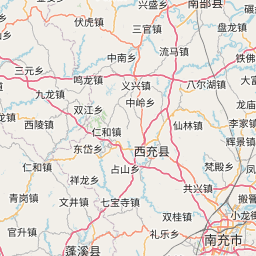 兴盛乡
南部县
伏虎镇
三官镇
盘龙镇
中南乡
流马镇
三元乡
鸣龙镇
义兴镇
八尔湖镇
九龙镇
中岭乡
双江乡
西陵镇
仁和镇
仙林镇
东岱乡
西充县
仁和镇
占山乡
梵殿乡
祥龙乡
共兴镇
青岗镇
文井镇
七宝寺镇
双桂镇
官升镇
礼乐乡
南充市
蓬溪县